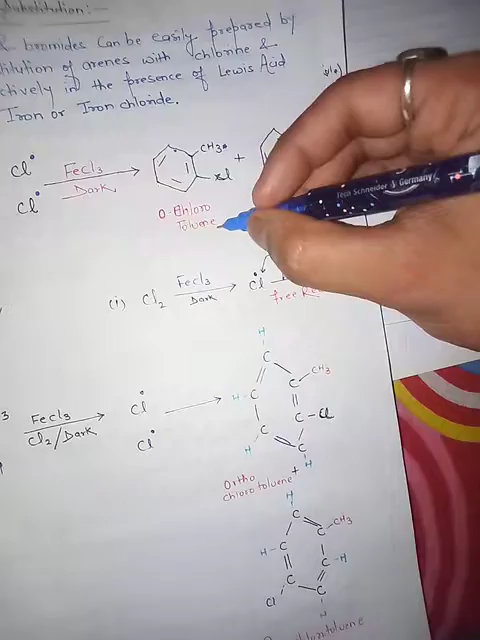 Substitution:-
& bromides can be easily prepared by
of arenes with chlorine &
in the presence of Lewis Acid
Iron or Iron chloride.
Cl•
Cl•
FeCl3
Dark
CH3
Cl
+
O-Chloro
Toluene
Tean Schneider Germany
(i) Cl2
FeCl3
Dark
Cl•
free
H
C
C
CH3
H
C
C
Cl
C
C
H
H
3
FeCl3
Cl2/Dark
Cl•
Cl•
Ortho
chloro toluene
+
H
C
C
CH3
H
C
C
H
C
C
Cl
H